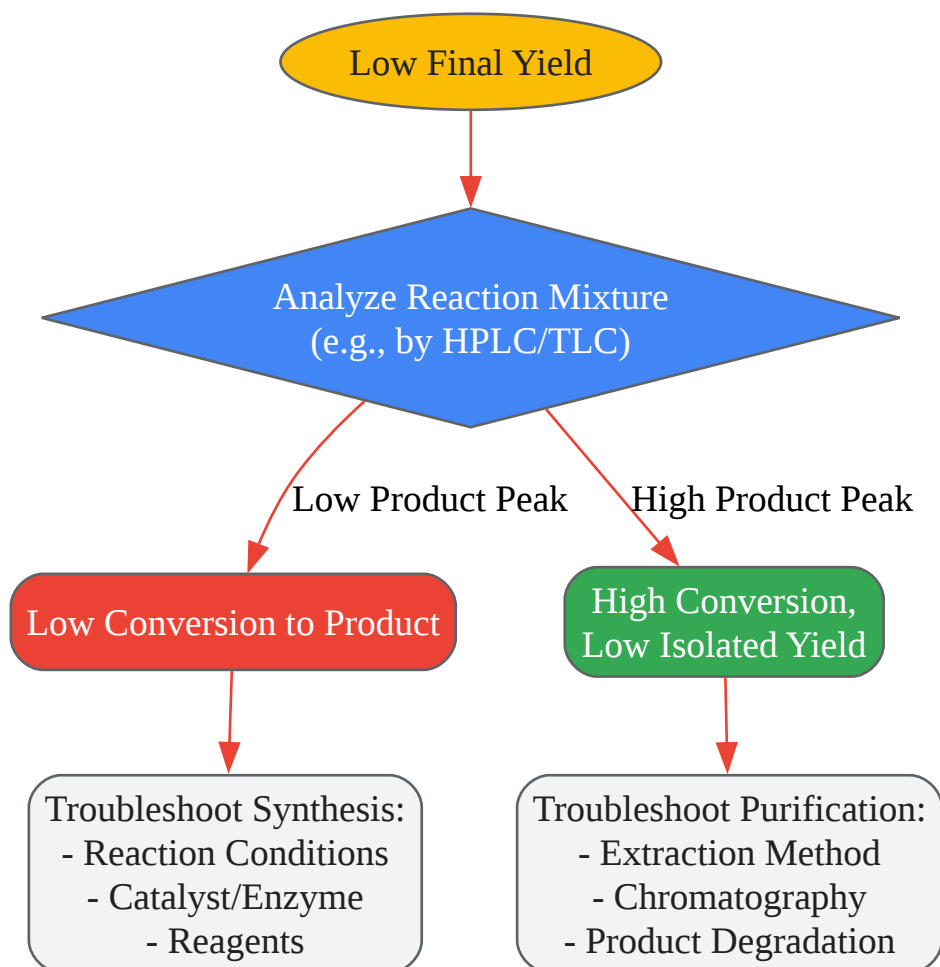 Low Final Yield
Analyze Reaction Mixture
(e.g., by HPLC/TLC)
Low Product Peak
High Product Peak
Low Conversion to Product
High Conversion,
Low Isolated Yield
Troubleshoot Synthesis:
- Reaction Conditions
- Catalyst/Enzyme
- Reagents
Troubleshoot Purification:
- Extraction Method
- Chromatography
- Product Degradation